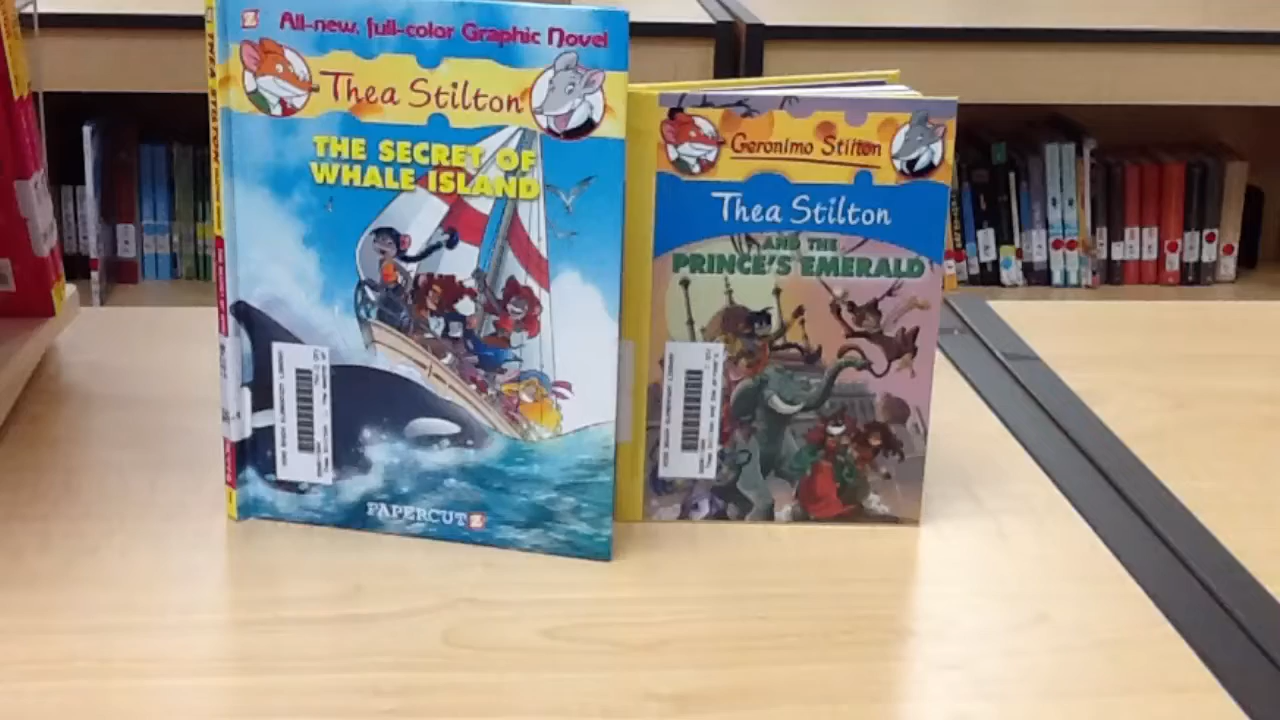 All-new, full-color Graphic Novel
Thea Stilton
THE SECRET OF
WHALE ISLAND
PAPERCUTZ
Geronimo Stilton
Thea Stilton
AND THE
PRINCE'S EMERALD